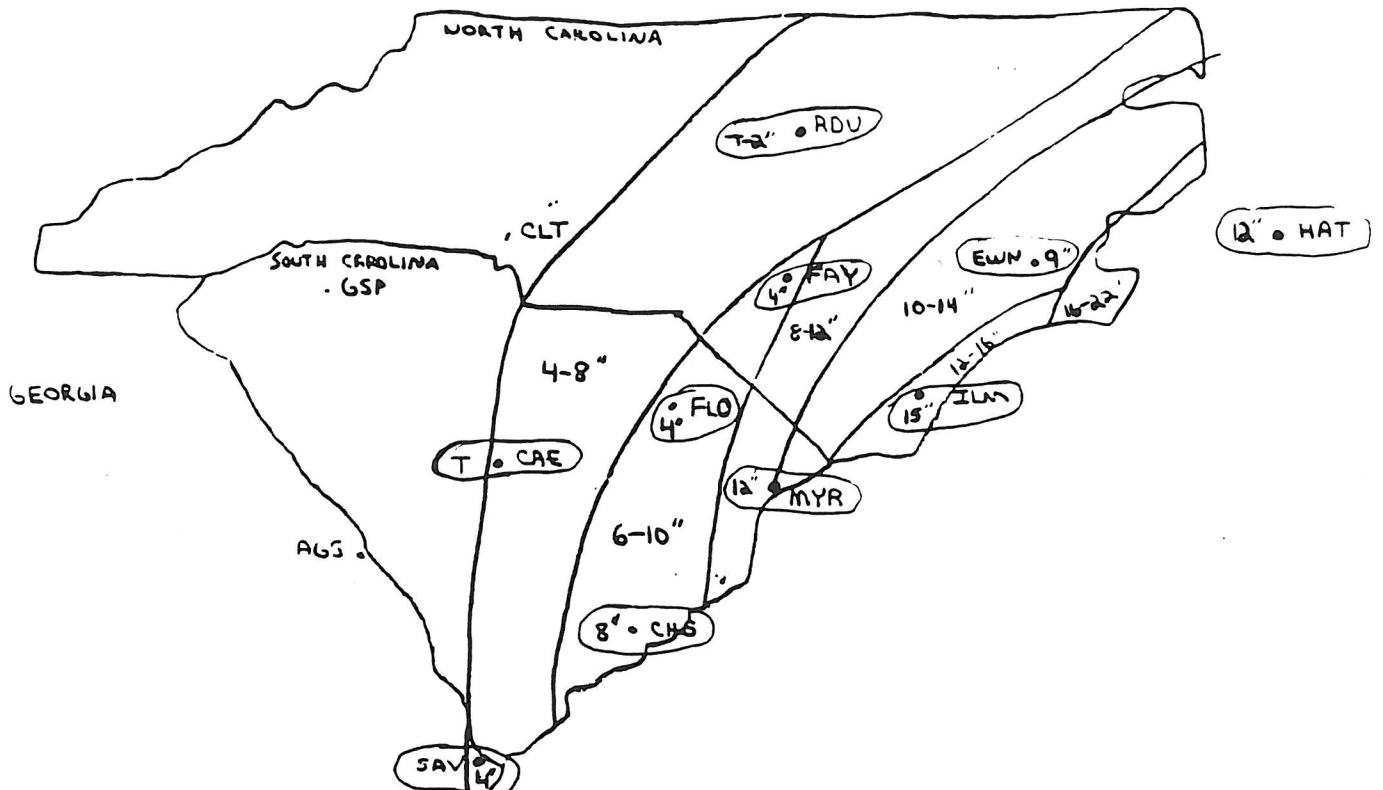 NORTH CAROLINA
T-2" RDU
CLT
12" HAT
SOUTH CAROLINA
GSP
EWN 9"
4" FAY
10-14"
16-22"
8-12"
12-16"
4-8"
GEORGIA
4" FLO
15" ILM
T CAE
12" MYR
6-10"
AGS
8" CHS
SAV 4"